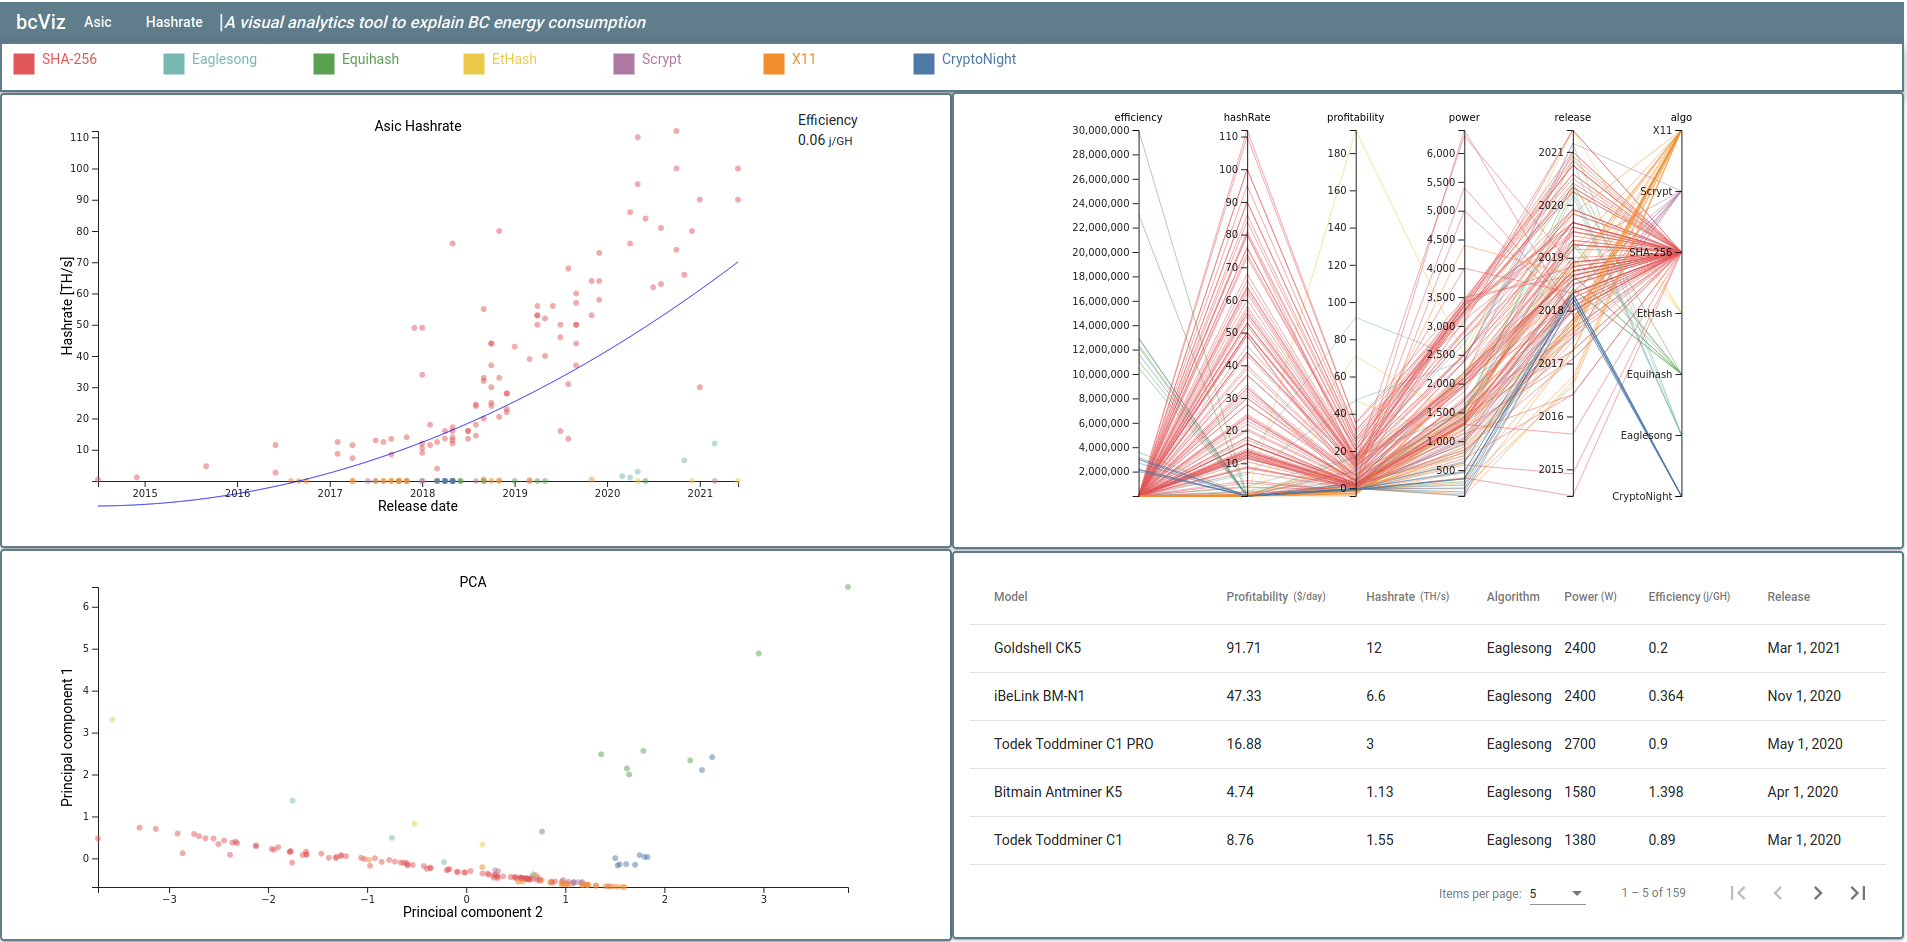 bcViz Asic Hashrate |A visual analytics tool to explain BC energy consumption
SHA-256 Eaglesong Equihash EtHash Scrypt X11 CryptoNight
Asic Hashrate
Efficiency
0.06 j/GH
Hashrate [TH/s]
110
100
90
80
70
60
50
40
30
20
10
2015 2016 2017 2018 2019 2020 2021
Release date
efficiency hashRate profitability power release algo
30,000,000
28,000,000
26,000,000
24,000,000
22,000,000
20,000,000
18,000,000
16,000,000
14,000,000
12,000,000
10,000,000
8,000,000
6,000,000
4,000,000
2,000,000
110
100
90
80
70
60
50
40
30
20
10
180
160
140
120
100
80
60
40
20
0
6,000
5,500
5,000
4,500
4,000
3,500
3,000
2,500
2,000
1,500
1,000
500
2021
2020
2019
2018
2017
2016
2015
X11
Scrypt
SHA-256
EtHash
Equihash
Eaglesong
CryptoNight
PCA
Principal component 1
6
5
4
3
2
1
0
−3 −2 −1 0 1 2 3
Principal component 2
Model Profitability ($/day) Hashrate (TH/s) Algorithm Power (W) Efficiency (j/GH) Release
Goldshell CK5 91.71 12 Eaglesong 2400 0.2 Mar 1, 2021
iBeLink BM-N1 47.33 6.6 Eaglesong 2400 0.364 Nov 1, 2020
Todek Toddminer C1 PRO 16.88 3 Eaglesong 2700 0.9 May 1, 2020
Bitmain Antminer K5 4.74 1.13 Eaglesong 1580 1.398 Apr 1, 2020
Todek Toddminer C1 8.76 1.55 Eaglesong 1380 0.89 Mar 1, 2020
Items per page: 5 1 – 5 of 159